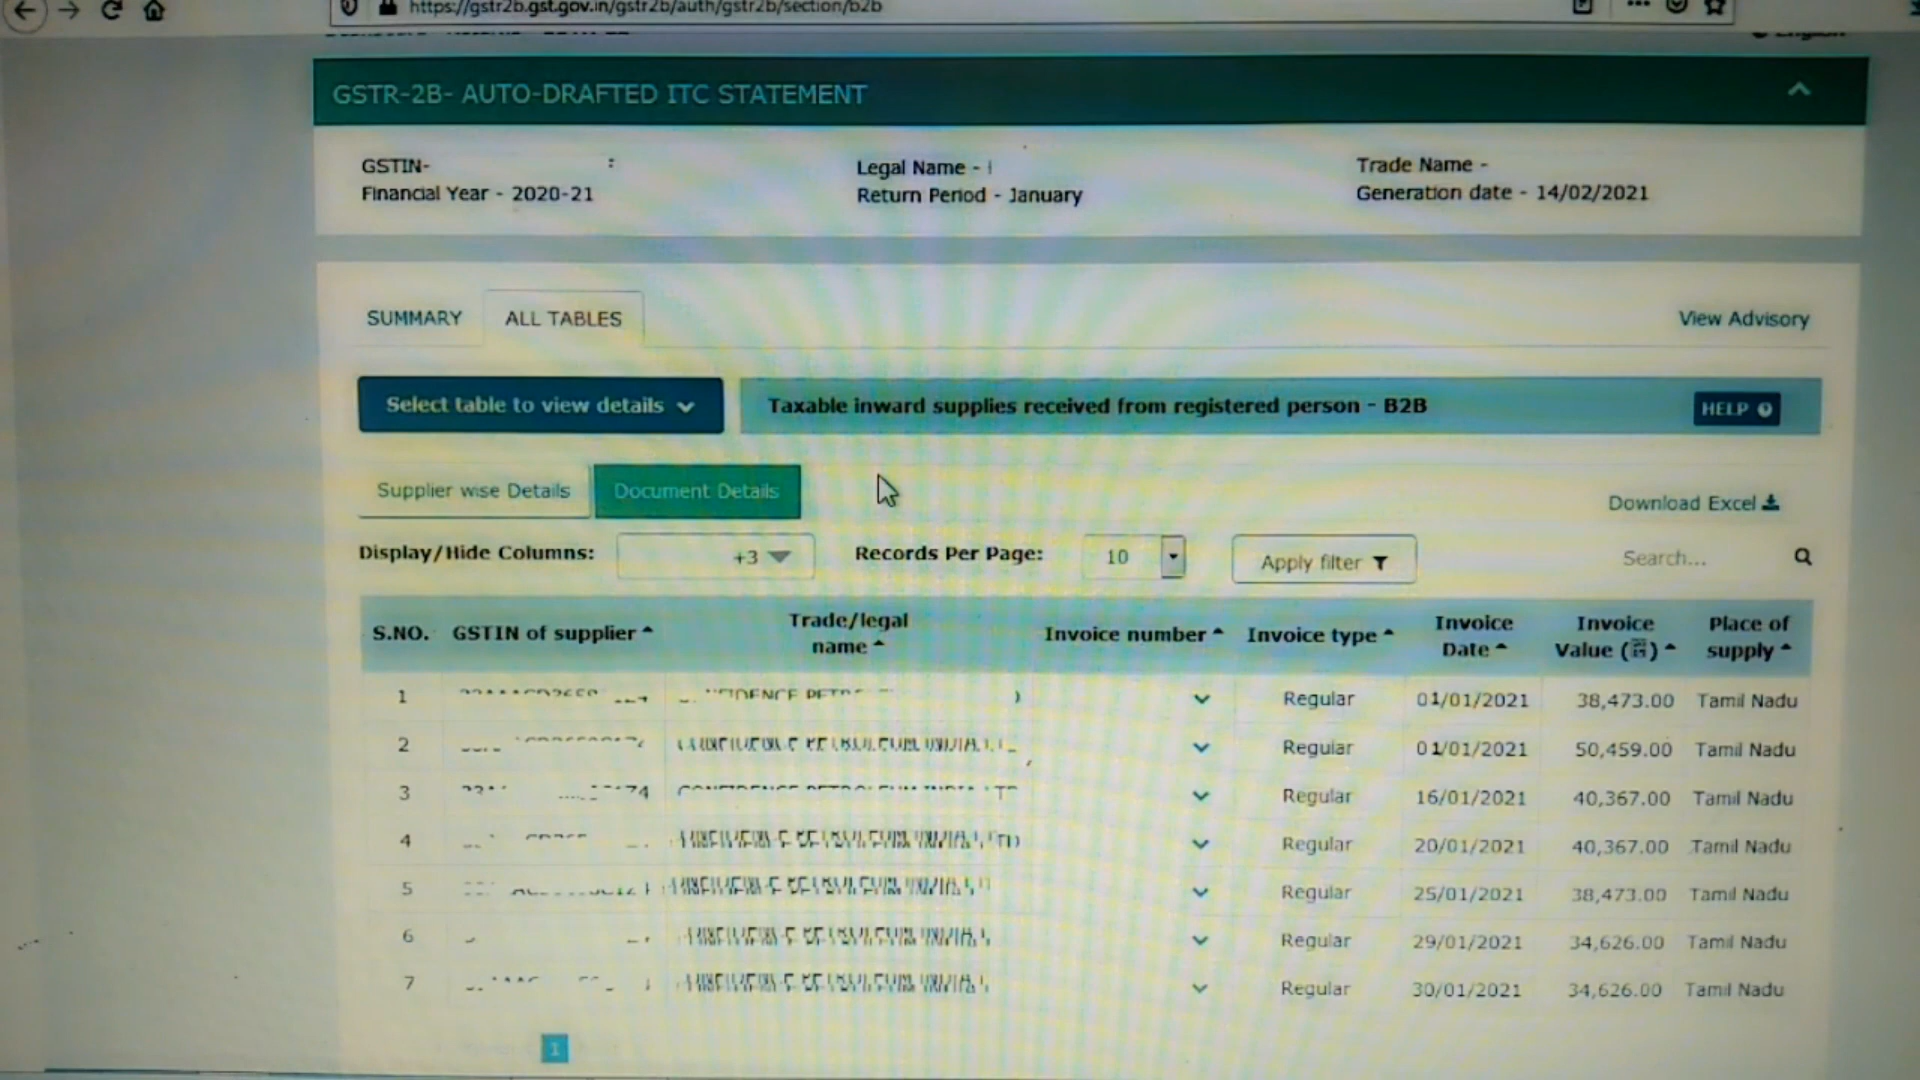 https://gstr2b.gst.gov.in/gstr2b/auth/gstr2b/section/b2b
English
GSTR-2B- AUTO-DRAFTED ITC STATEMENT
GSTIN- Legal Name - Trade Name -
Financial Year - 2020-21 Return Period - January Generation date - 14/02/2021
SUMMARY ALL TABLES View Advisory
Select table to view details Taxable inward supplies received from registered person - B2B HELP
Supplier wise Details Document Details Download Excel
Display/Hide Columns: +3 Records Per Page: 10 Apply filter Search...
S.NO. GSTIN of supplier Trade/legal name Invoice number Invoice type Invoice Date Invoice Value (₹) Place of supply
1 Regular 01/01/2021 38,473.00 Tamil Nadu
2 Regular 01/01/2021 50,459.00 Tamil Nadu
3 Regular 16/01/2021 40,367.00 Tamil Nadu
4 Regular 20/01/2021 40,367.00 Tamil Nadu
5 Regular 25/01/2021 38,473.00 Tamil Nadu
6 Regular 29/01/2021 34,626.00 Tamil Nadu
7 Regular 30/01/2021 34,626.00 Tamil Nadu
1